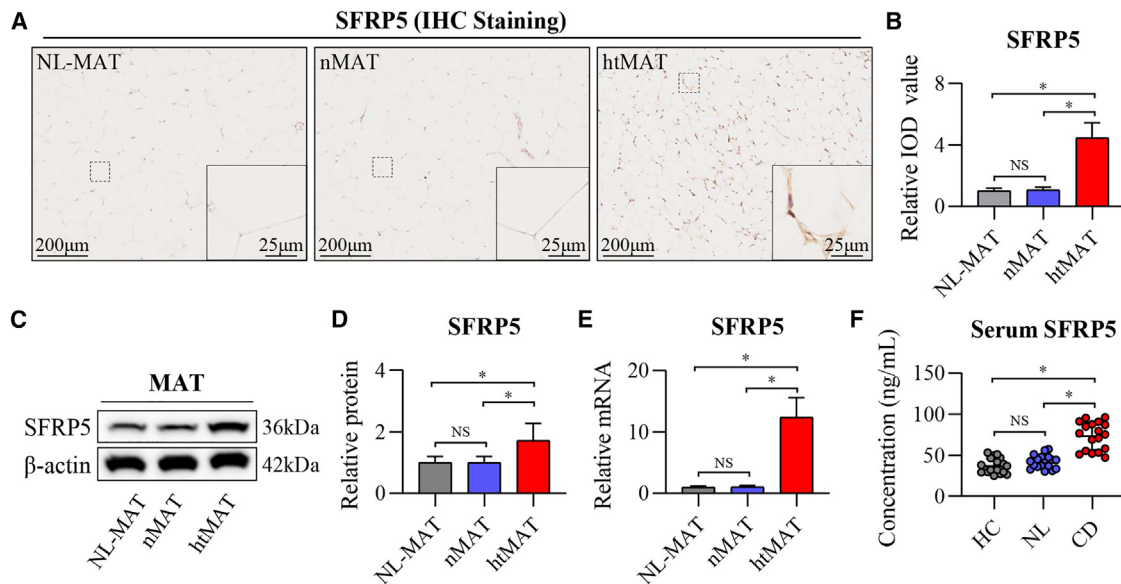 A
SFRP5 (IHC Staining)
NL-MAT
nMAT
htMAT
200μm
25μm
200μm
25μm
200μm
25μm
B
SFRP5
Relative IOD value
8
4
0
*
*
NS
NL-MAT
nMAT
htMAT
C
MAT
SFRP5
36kDa
β-actin
42kDa
NL-MAT
nMAT
htMAT
D
SFRP5
Relative protein
4
2
0
*
*
NS
NL-MAT
nMAT
htMAT
E
SFRP5
Relative mRNA
20
10
0
*
*
NS
NL-MAT
nMAT
htMAT
F
Serum SFRP5
Concentration (ng/mL)
150
100
50
0
*
*
NS
HC
NL
CD